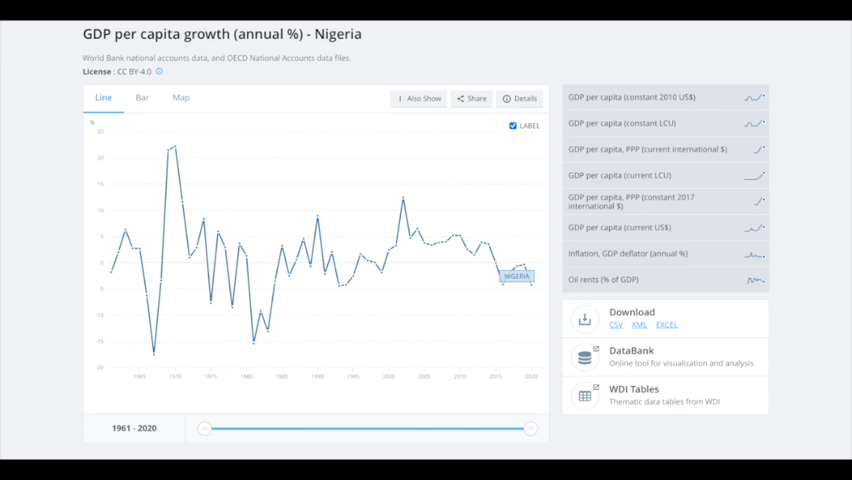 GDP per capita growth (annual %) - Nigeria
World Bank national accounts data, and OECD National Accounts data files.
License : CC BY-4.0
Line
Bar
Map
Also Show
Share
Details
%
LABEL
25
20
15
10
5
0
-5
-10
-15
-20
NIGERIA
1965
1970
1975
1980
1985
1990
1995
2000
2005
2010
2015
2020
1961 - 2020
GDP per capita (constant 2010 US$)
GDP per capita (constant LCU)
GDP per capita, PPP (current international $)
GDP per capita (current LCU)
GDP per capita, PPP (constant 2017
international $)
GDP per capita (current US$)
Inflation, GDP deflator (annual %)
Oil rents (% of GDP)
Download
CSV XML EXCEL
DataBank
Online tool for visualization and analysis
WDI Tables
Thematic data tables from WDI